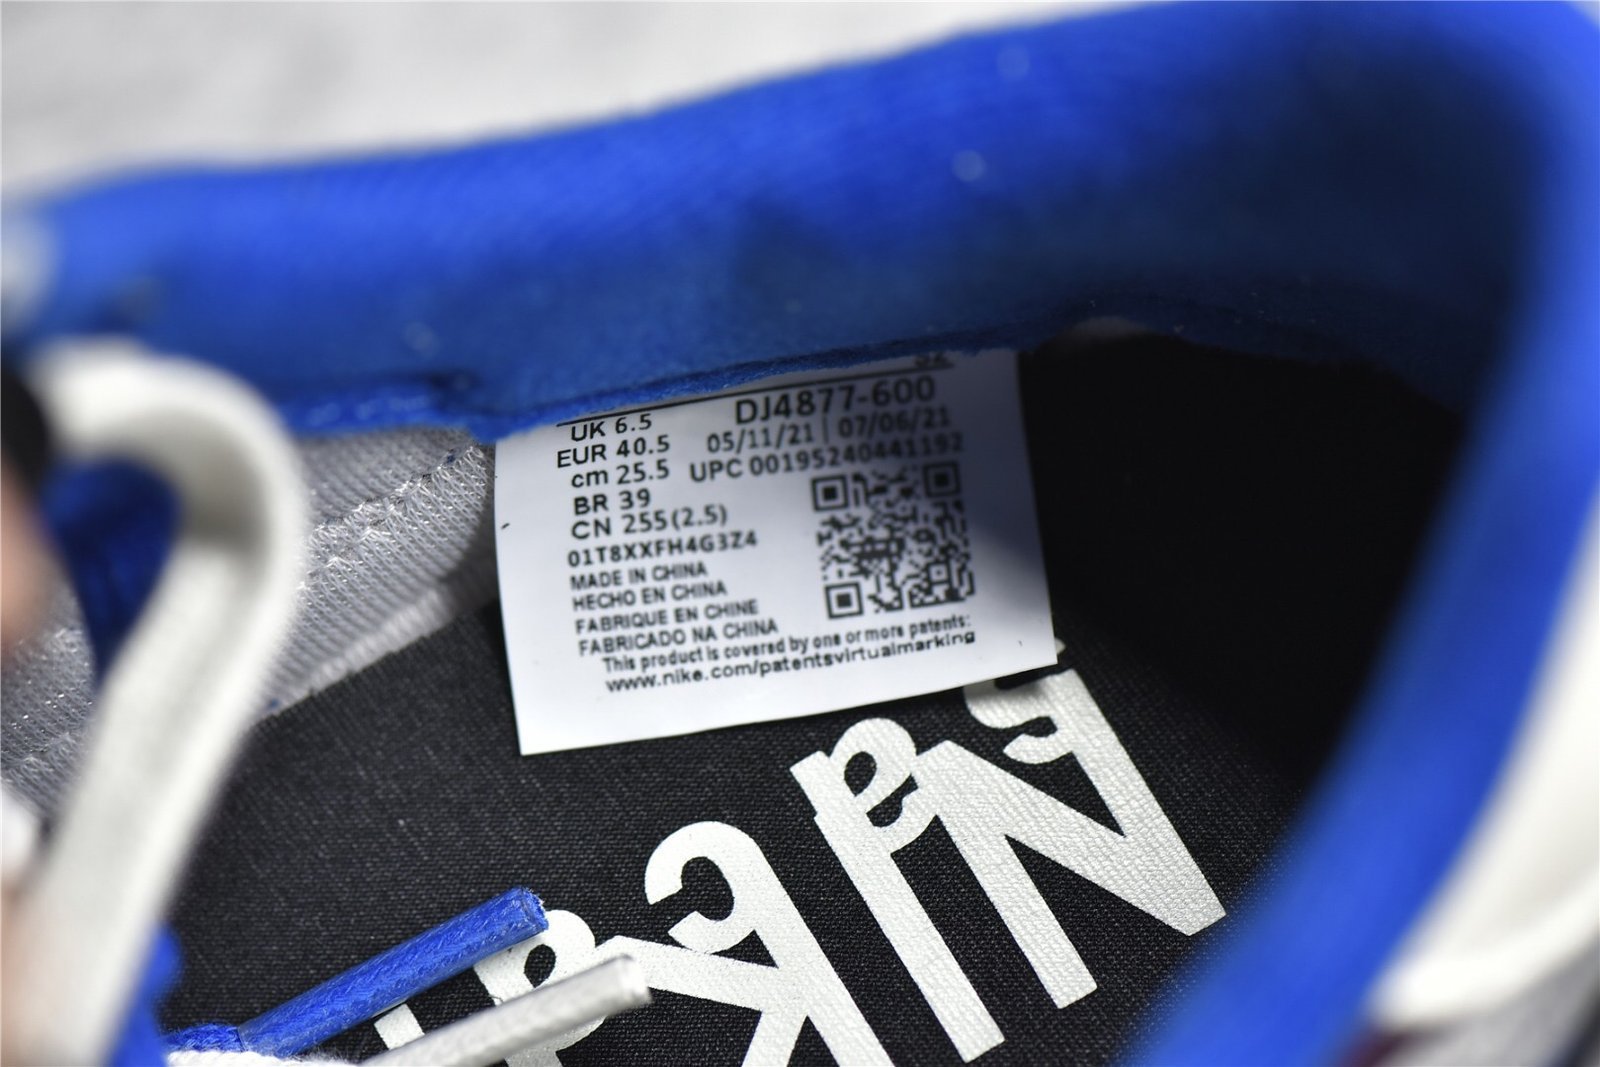 UK 6.5
EUR 40.5
cm 25.5
BR 39
CN 255(2.5)
DJ4877-600
05/11/21 | 07/06/21
UPC 00195240441192
01T8XXFH4G3Z4
MADE IN CHINA
HECHO EN CHINA
FABRIQUE EN CHINE
FABRICADO NA CHINA
This product is covered by one or more patents:
www.nike.com/patentsvirtualmarking
NIK
sac